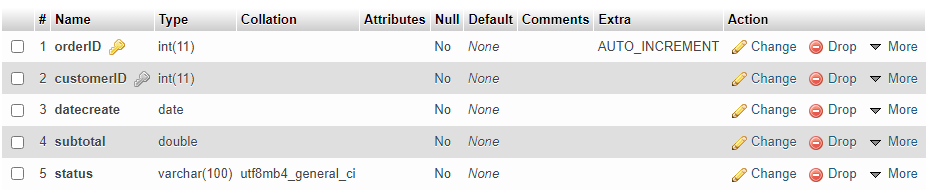 # Name Type Collation Attributes Null Default Comments Extra Action
1 orderID int(11) No None AUTO_INCREMENT Change Drop More
2 customerID int(11) No None Change Drop More
3 datecreate date No None Change Drop More
4 subtotal double No None Change Drop More
5 status varchar(100) utf8mb4_general_ci No None Change Drop More